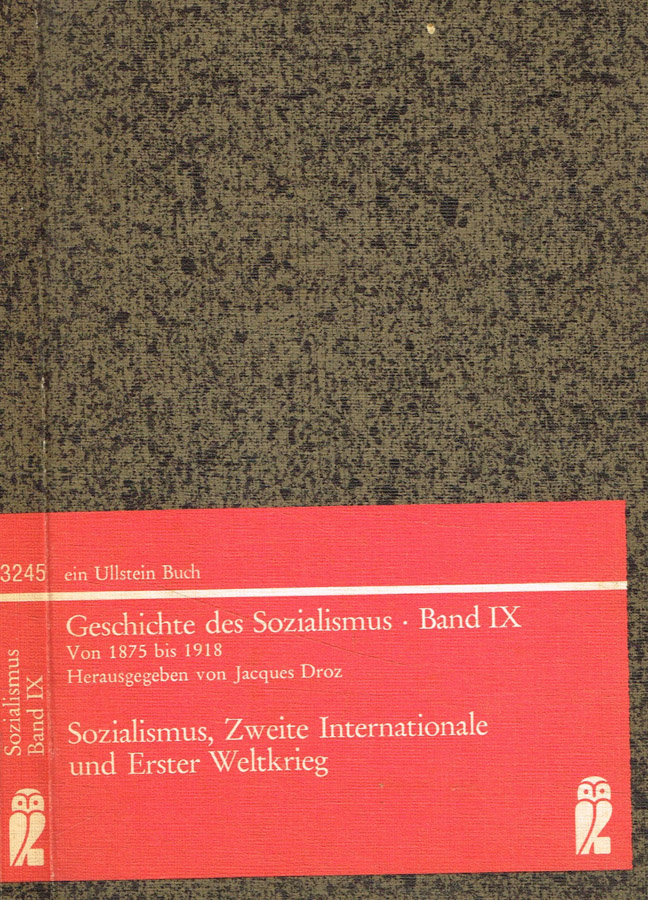 3245
ein Ullstein Buch
Geschichte des Sozialismus · Band IX
Von 1875 bis 1918
Herausgegeben von Jacques Droz
Sozialismus, Zweite Internationale
und Erster Weltkrieg
Sozialismus
Band IX